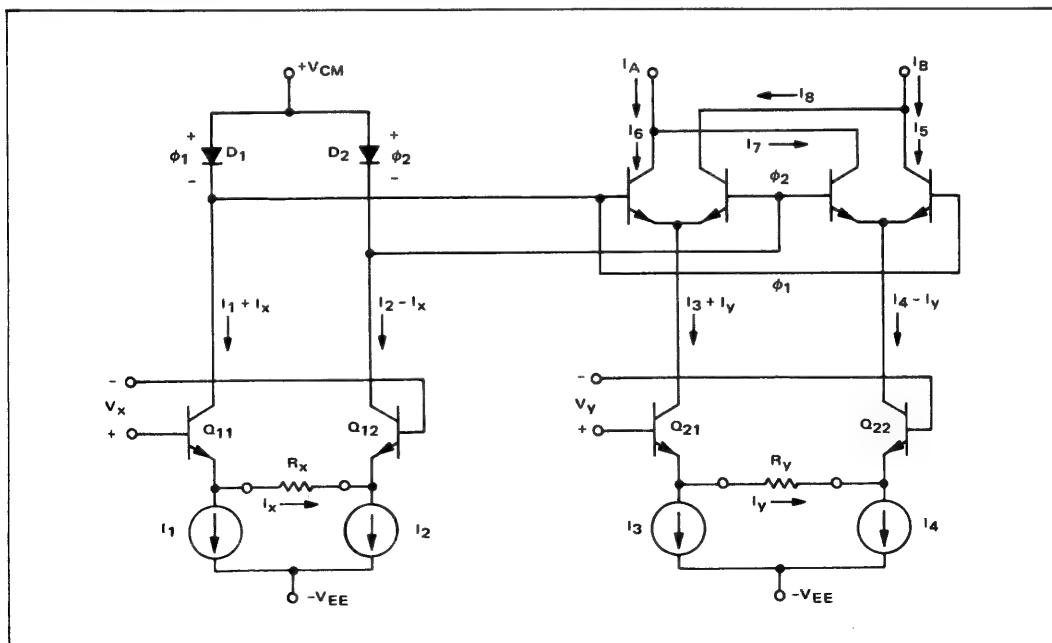 +VCM
IA
IB
I8
+
+
I6
I5
ϕ1
D1
D2
ϕ2
I7
ϕ2
-
-
ϕ1
I1 + Ix
I2 - Ix
I3 + Iy
I4 - Iy
-
-
Vx
Vy
+
Q11
Q12
+
Q21
Q22
Rx
Ry
Ix
Iy
I1
I2
I3
I4
-VEE
-VEE